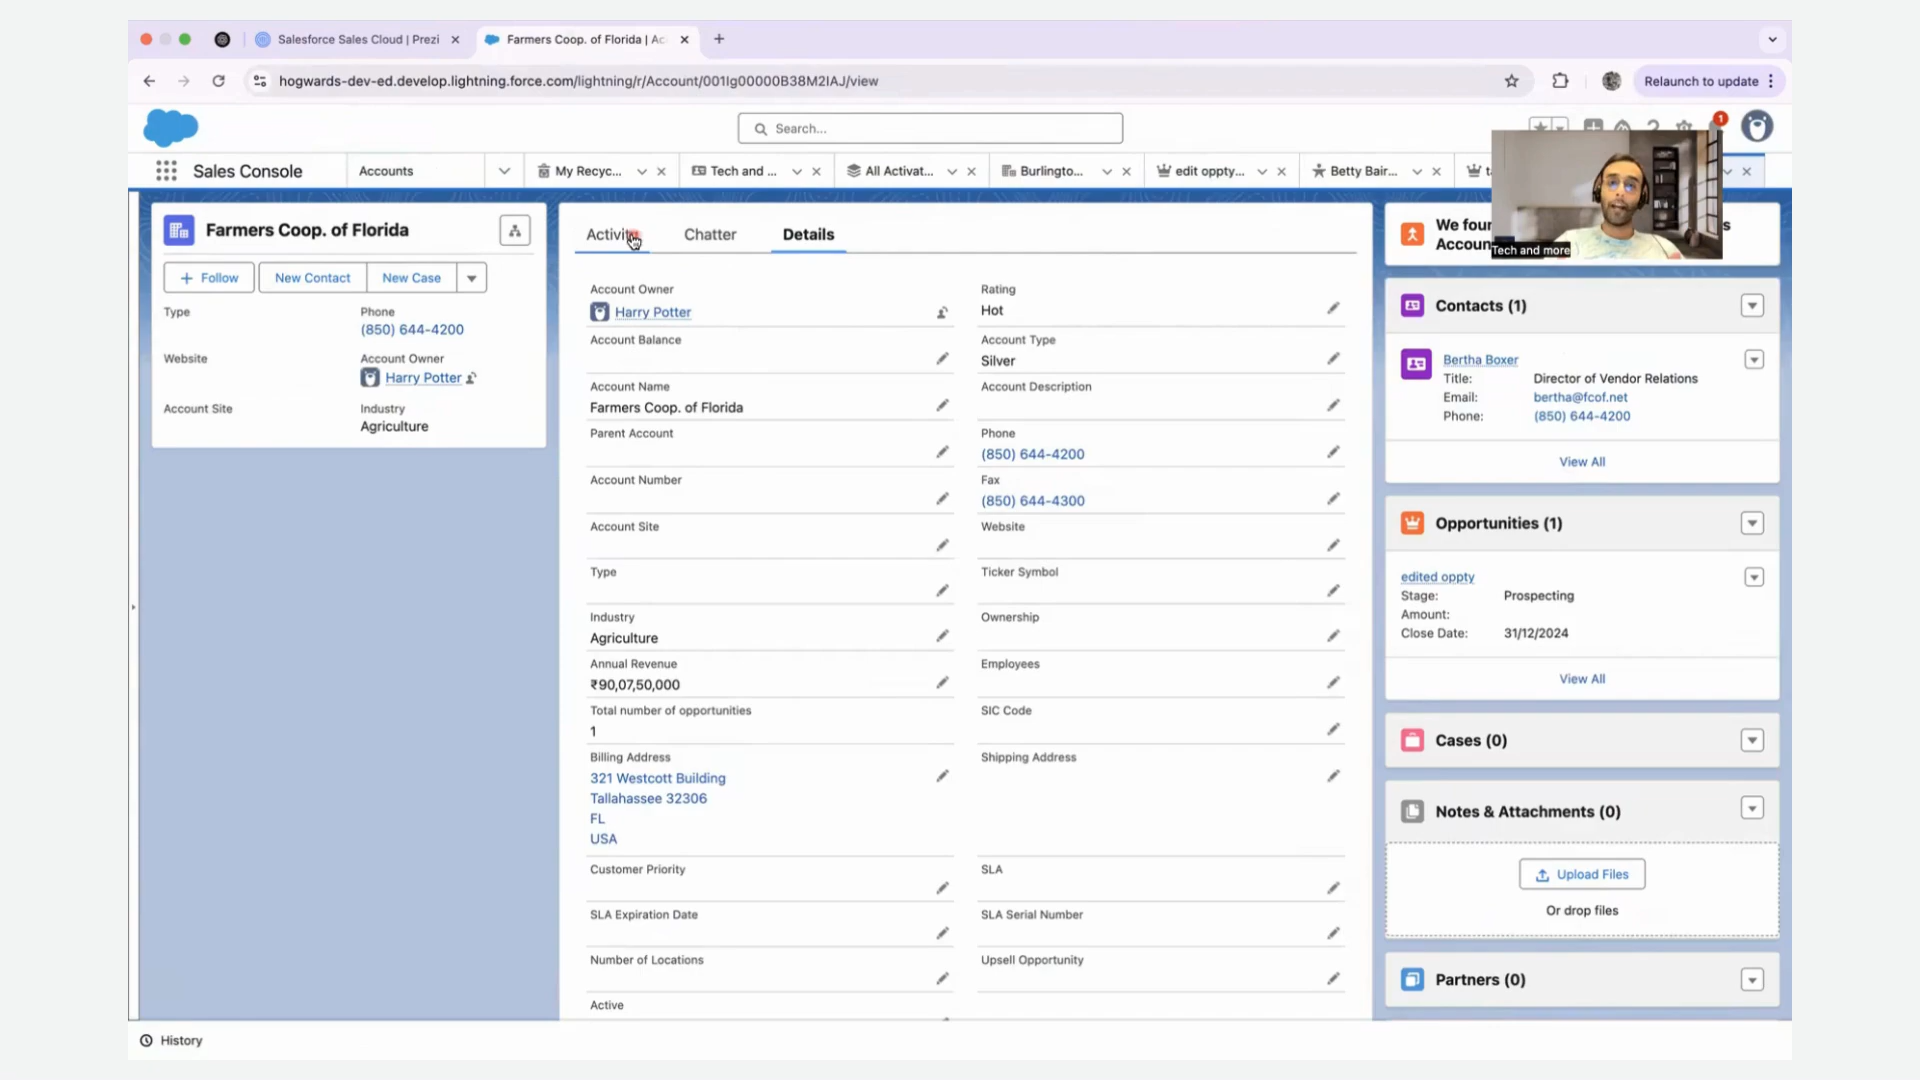 Salesforce Sales Cloud | Prezi
Farmers Coop. of Florida | Ac
hogwards-dev-ed.develop.lightning.force.com/lightning/r/Account/001Ig00000B38M2IAJ/view
Relaunch to update
Search...
1
Sales Console
Accounts
My Recyc...
Tech and ...
All Activat...
Burlingto...
edit oppty...
Betty Bair...
Tech and more
Farmers Coop. of Florida
Follow
New Contact
New Case
Type
Phone
(850) 644-4200
Website
Account Owner
Harry Potter
Account Site
Industry
Agriculture
Activity
Chatter
Details
Account Owner
Harry Potter
Rating
Hot
Account Balance
Account Type
Silver
Account Name
Farmers Coop. of Florida
Account Description
Parent Account
Phone
(850) 644-4200
Account Number
Fax
(850) 644-4300
Account Site
Website
Type
Ticker Symbol
Industry
Agriculture
Ownership
Annual Revenue
₹90,07,50,000
Employees
Total number of opportunities
1
SIC Code
Billing Address
321 Westcott Building
Tallahassee 32306
FL
USA
Shipping Address
Customer Priority
SLA
SLA Expiration Date
SLA Serial Number
Number of Locations
Upsell Opportunity
Active
We fou
Accoun
Contacts (1)
Bertha Boxer
Title: Director of Vendor Relations
Email: bertha@fcof.net
Phone: (850) 644-4200
View All
Opportunities (1)
edited oppty
Stage: Prospecting
Amount:
Close Date: 31/12/2024
View All
Cases (0)
Notes & Attachments (0)
Upload Files
Or drop files
Partners (0)
History